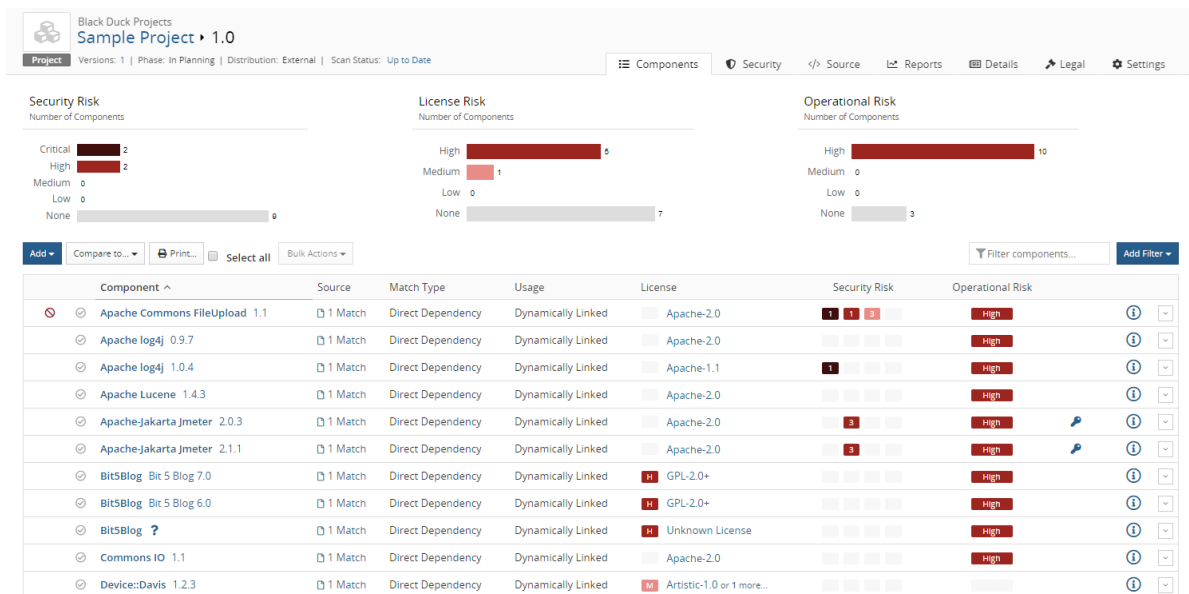 Black Duck Projects
Sample Project ‣ 1.0
Project Versions: 1 | Phase: In Planning | Distribution: External | Scan Status: Up to Date
Components Security </> Source Reports Details Legal Settings
Security Risk License Risk Operational Risk
Number of Components Number of Components Number of Components
Critical 2 High 5 High 10
High 2 Medium 1 Medium 0
Medium 0 Low 0 Low 0
Low 0 None 7 None 3
None 9
Add Compare to... Print... Select all Bulk Actions Filter components... Add Filter
Component Source Match Type Usage License Security Risk Operational Risk
Apache Commons FileUpload 1.1 1 Match Direct Dependency Dynamically Linked Apache-2.0 1 1 3 High
Apache log4j 0.9.7 1 Match Direct Dependency Dynamically Linked Apache-2.0 High
Apache log4j 1.0.4 1 Match Direct Dependency Dynamically Linked Apache-1.1 1 High
Apache Lucene 1.4.3 1 Match Direct Dependency Dynamically Linked Apache-2.0 High
Apache-Jakarta Jmeter 2.0.3 1 Match Direct Dependency Dynamically Linked Apache-2.0 3 High
Apache-Jakarta Jmeter 2.1.1 1 Match Direct Dependency Dynamically Linked Apache-2.0 3 High
Bit5Blog Bit 5 Blog 7.0 1 Match Direct Dependency Dynamically Linked H GPL-2.0+ High
Bit5Blog Bit 5 Blog 6.0 1 Match Direct Dependency Dynamically Linked H GPL-2.0+ High
Bit5Blog ? 1 Match Direct Dependency Dynamically Linked H Unknown License High
Commons IO 1.1 1 Match Direct Dependency Dynamically Linked Apache-2.0 High
Device::Davis 1.2.3 1 Match Direct Dependency Dynamically Linked M Artistic-1.0 or 1 more...